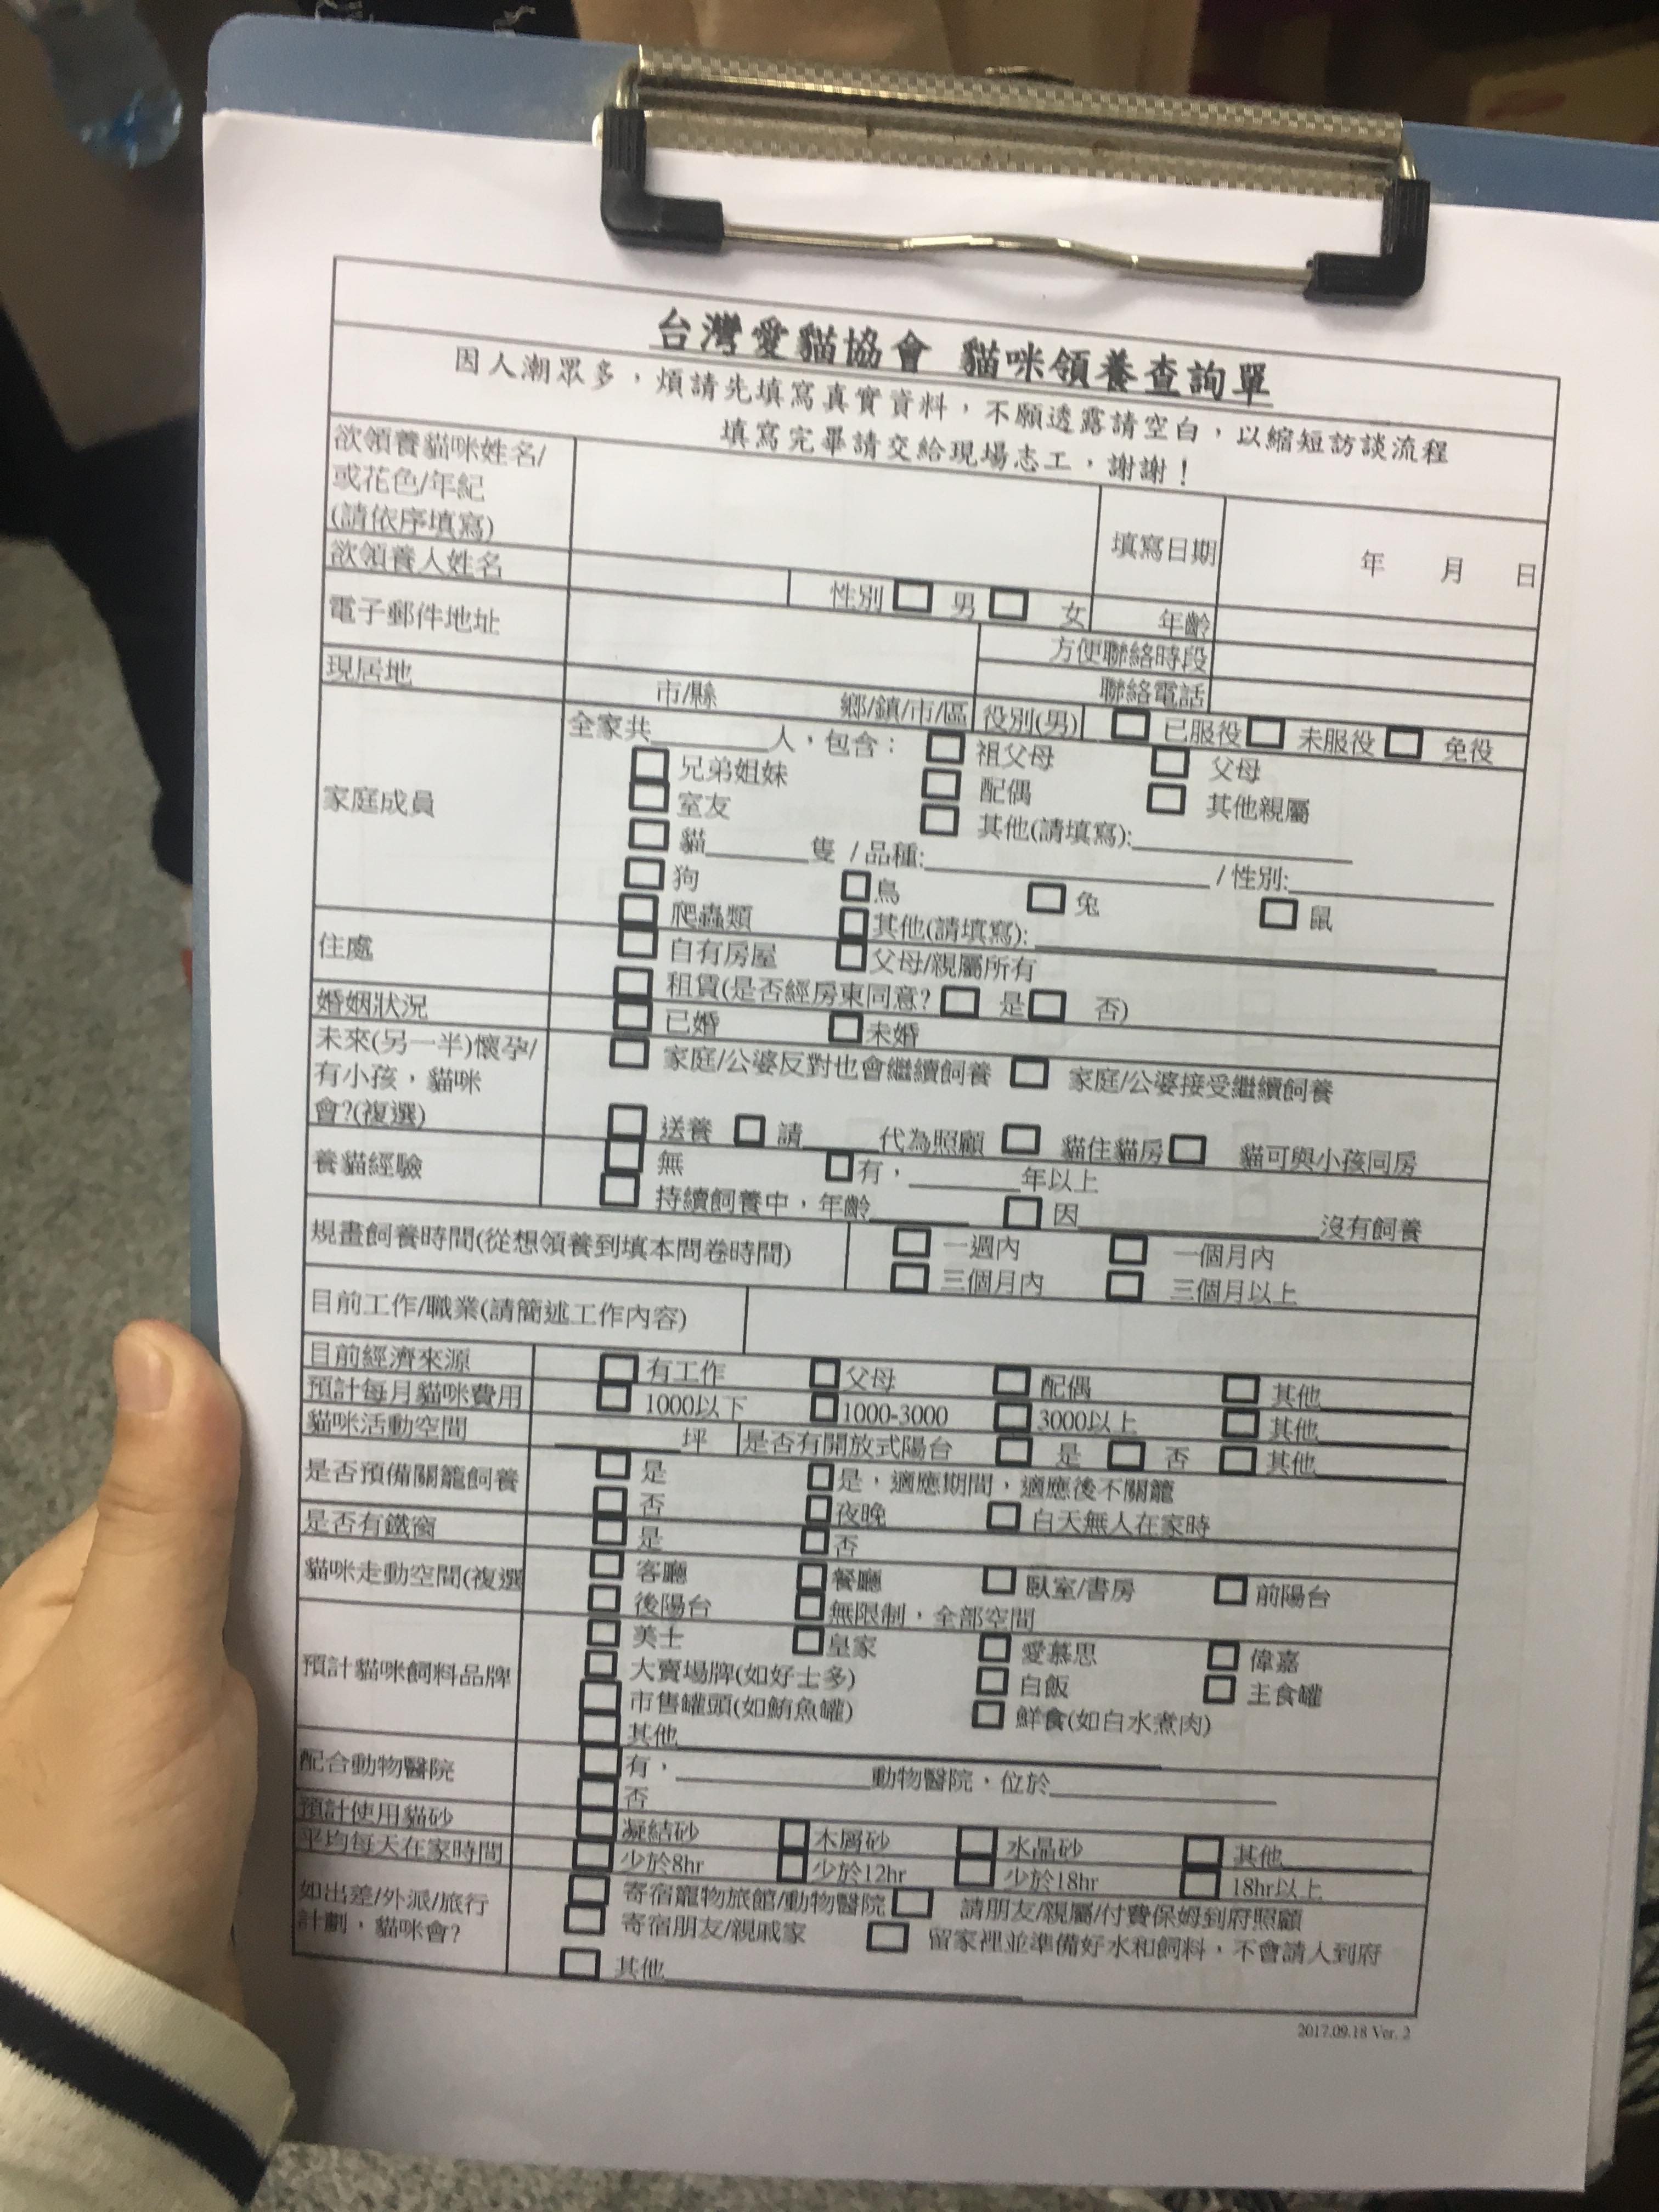 台灣愛貓協會 貓咪領養查詢單
因人潮眾多，煩請先填寫真實資料，不願透露請空白，以縮短訪談流程
填寫完畢請交給現場志工，謝謝！
欲領養貓咪姓名/
或花色/年紀
(請依序填寫)
填寫日期 年 月 日
欲領養人姓名 性別 □ 男 □ 女 年齡
電子郵件地址 方便聯絡時段
聯絡電話
現居地 市/縣 鄉/鎮/市/區 役別(男) □ 已服役 □ 未服役 □ 免役
家庭成員
全家共______人，包含： □ 祖父母 □ 父母
□ 兄弟姐妹 □ 配偶 □ 其他親屬
□ 室友 □ 其他(請填寫):______
□ 貓______隻 /品種:______/性別:______
□ 狗 □ 鳥 □ 兔 □ 鼠
□ 爬蟲類 □ 其他(請填寫):______
住處 □ 自有房屋 □ 父母/親屬所有
□ 租賃(是否經房東同意? □ 是 □ 否)
婚姻狀況 □ 已婚 □ 未婚
未來(另一半)懷孕/
有小孩，貓咪
會?(複選)
□ 家庭/公婆反對也會繼續飼養 □ 家庭/公婆接受繼續飼養
□ 送養 □ 請____代為照顧 □ 貓住貓房 □ 貓可與小孩同房
養貓經驗 □ 無 □ 有，______年以上
□ 持續飼養中，年齡______ □ 因____________沒有飼養
規畫飼養時間(從想領養到填本問卷時間) □ 一週內 □ 一個月內
□ 三個月內 □ 三個月以上
目前工作/職業(請簡述工作內容)
目前經濟來源 □ 有工作 □ 父母 □ 配偶 □ 其他______
預計每月貓咪費用 □ 1000以下 □ 1000-3000 □ 3000以上 □ 其他______
貓咪活動空間 ______坪 是否有開放式陽台 □ 是 □ 否 □ 其他______
是否預備關籠飼養 □ 是 □ 是，適應期間，適應後不關籠
□ 否 □ 夜晚 □ 白天無人在家時
是否有鐵窗 □ 是 □ 否
貓咪走動空間(複選 □ 客廳 □ 餐廳 □ 臥室/書房 □ 前陽台
□ 後陽台 □ 無限制，全部空間
預計貓咪飼料品牌 □ 美士 □ 皇家 □ 愛慕思 □ 偉嘉
□ 大賣場牌(如好士多) □ 白飯 □ 主食罐
□ 市售罐頭(如鮪魚罐) □ 鮮食(如白水煮肉)
□ 其他____________
配合動物醫院 □ 有，____________動物醫院，位於____________
□ 否
預計使用貓砂 □ 凝結砂 □ 木屑砂 □ 水晶砂 □ 其他______
平均每天在家時間 □ 少於8hr □ 少於12hr □ 少於18hr □ 18hr以上
如出差/外派/旅行
計劃，貓咪會?
□ 寄宿寵物旅館/動物醫院 □ 請朋友/親屬/付費保姆到府照顧
□ 寄宿朋友/親戚家 □ 留家裡並準備好水和飼料，不會請人到府
□ 其他____________
2017.09.18 Ver. 2